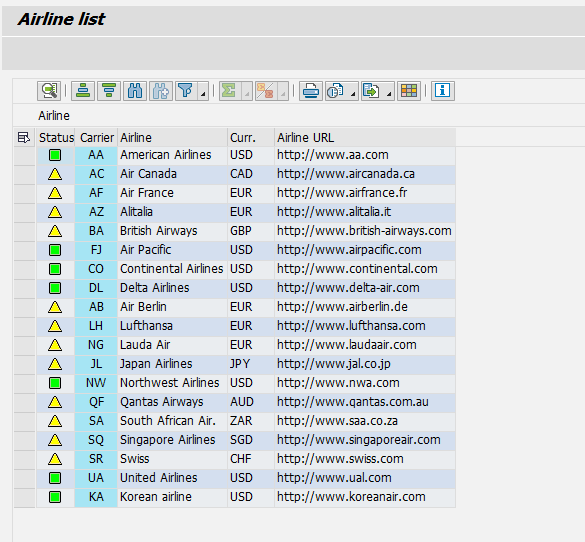 Airline list
Airline
Status Carrier Airline Curr. Airline URL
AA American Airlines USD http://www.aa.com
AC Air Canada CAD http://www.aircanada.ca
AF Air France EUR http://www.airfrance.fr
AZ Alitalia EUR http://www.alitalia.it
BA British Airways GBP http://www.british-airways.com
FJ Air Pacific USD http://www.airpacific.com
CO Continental Airlines USD http://www.continental.com
DL Delta Airlines USD http://www.delta-air.com
AB Air Berlin EUR http://www.airberlin.de
LH Lufthansa EUR http://www.lufthansa.com
NG Lauda Air EUR http://www.laudaair.com
JL Japan Airlines JPY http://www.jal.co.jp
NW Northwest Airlines USD http://www.nwa.com
QF Qantas Airways AUD http://www.qantas.com.au
SA South African Air. ZAR http://www.saa.co.za
SQ Singapore Airlines SGD http://www.singaporeair.com
SR Swiss CHF http://www.swiss.com
UA United Airlines USD http://www.ual.com
KA Korean airline USD http://www.koreanair.com